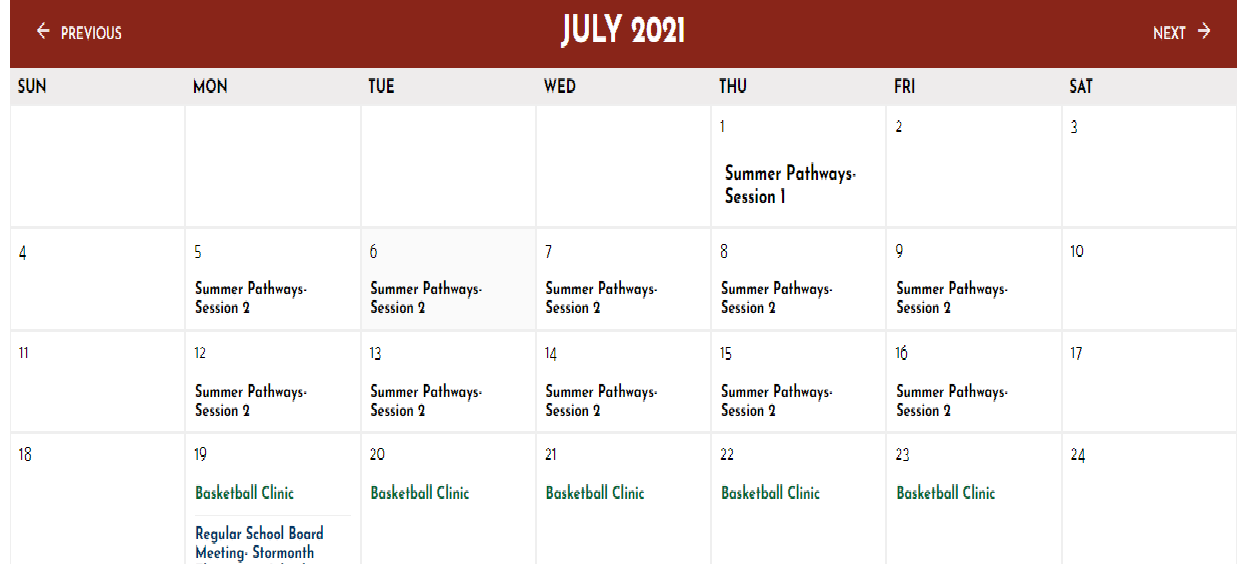 PREVIOUS
JULY 2021
NEXT
SUN MON TUE WED THU FRI SAT
1 2 3
Summer Pathways-
Session 1
4 5 6 7 8 9 10
Summer Pathways- Summer Pathways- Summer Pathways- Summer Pathways- Summer Pathways-
Session 2 Session 2 Session 2 Session 2 Session 2
11 12 13 14 15 16 17
Summer Pathways- Summer Pathways- Summer Pathways- Summer Pathways- Summer Pathways-
Session 2 Session 2 Session 2 Session 2 Session 2
18 19 20 21 22 23 24
Basketball Clinic Basketball Clinic Basketball Clinic Basketball Clinic Basketball Clinic
Regular School Board
Meeting- Stormonth